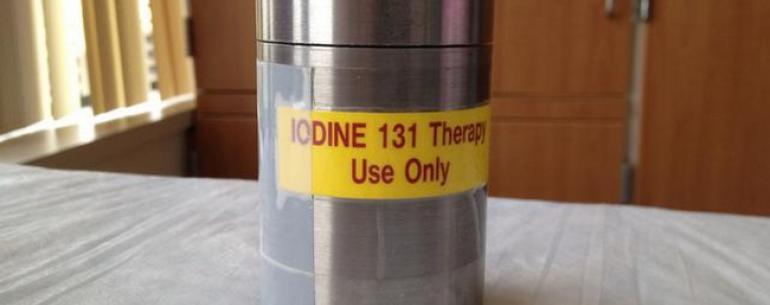 IODINE 131 Therapy
Use Only